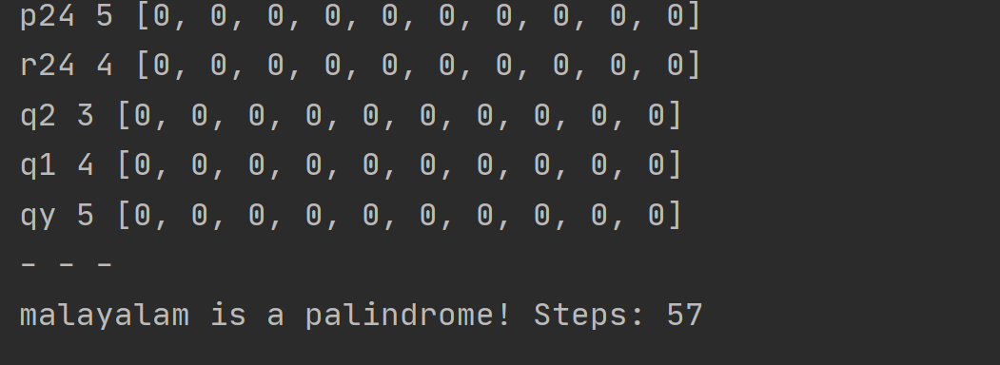 p24 5 [0, 0, 0, 0, 0, 0, 0, 0, 0, 0]
r24 4 [0, 0, 0, 0, 0, 0, 0, 0, 0, 0]
q2 3 [0, 0, 0, 0, 0, 0, 0, 0, 0, 0]
q1 4 [0, 0, 0, 0, 0, 0, 0, 0, 0, 0]
qy 5 [0, 0, 0, 0, 0, 0, 0, 0, 0, 0]
- - -
malayalam is a palindrome! Steps: 57